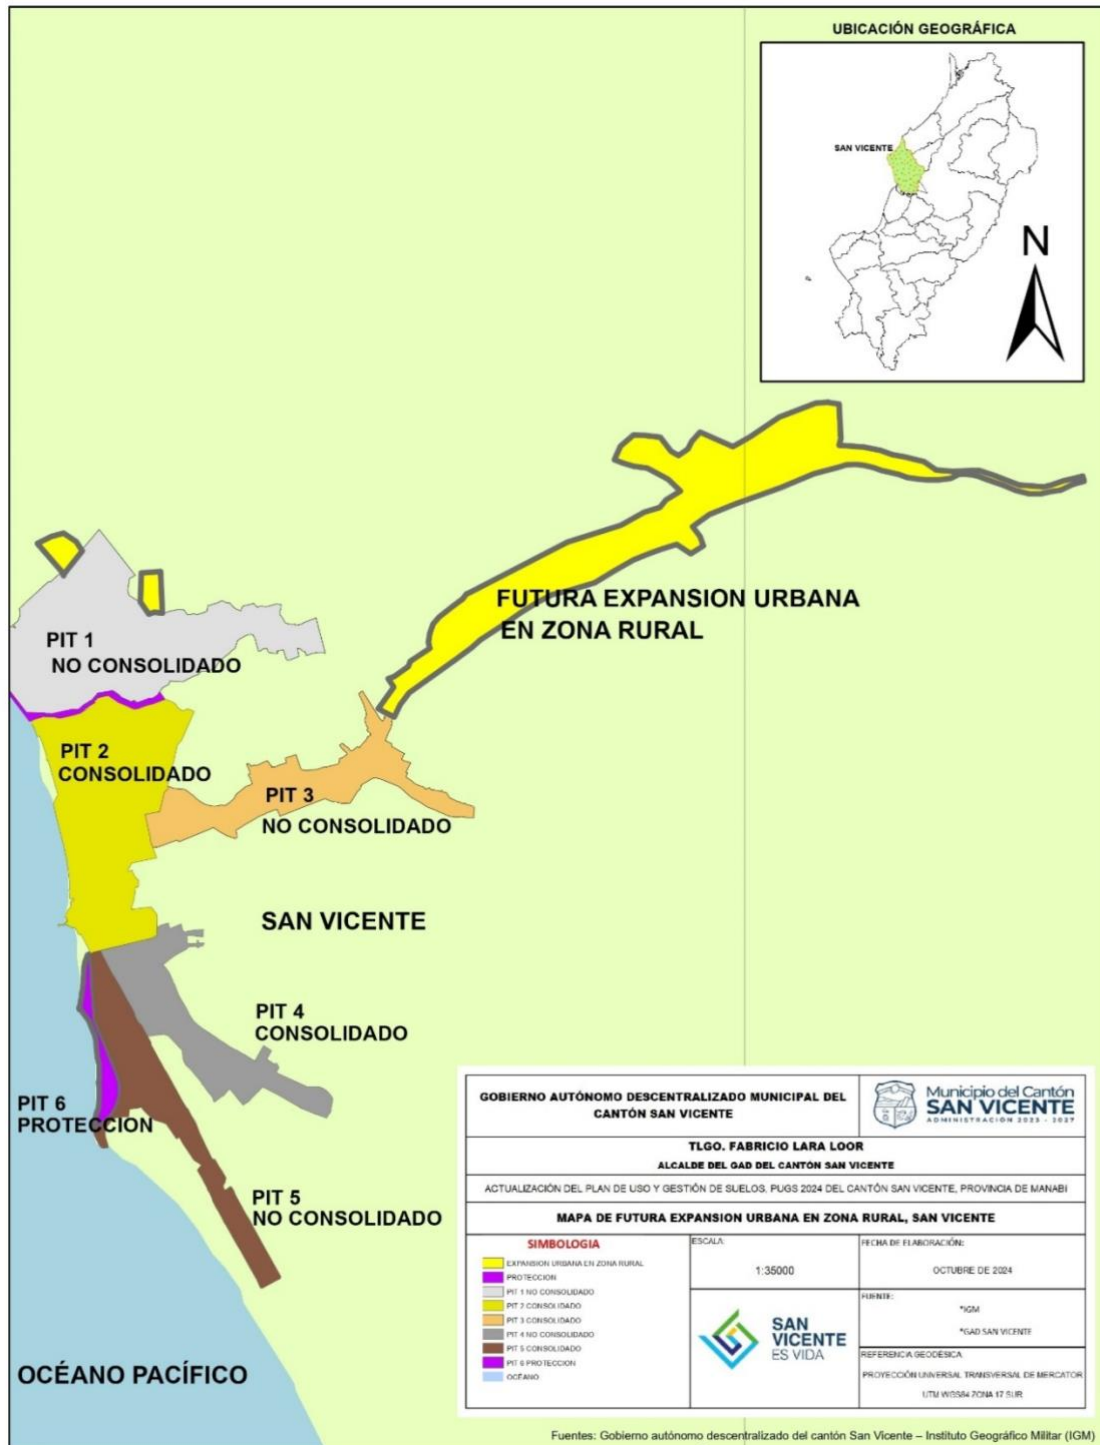 UBICACIÓN GEOGRÁFICA
SAN VICENTE
N
FUTURA EXPANSION URBANA
EN ZONA RURAL
PIT 1
NO CONSOLIDADO
PIT 2
CONSOLIDADO
PIT 3
NO CONSOLIDADO
SAN VICENTE
PIT 4
CONSOLIDADO
PIT 6
PROTECCION
PIT 5
NO CONSOLIDADO
OCÉANO PACÍFICO
GOBIERNO AUTÓNOMO DESCENTRALIZADO MUNICIPAL DEL
CANTÓN SAN VICENTE
Municipio del Cantón
SAN VICENTE
ADMINISTRACIÓN 2023 - 2027
TLGO. FABRICIO LARA LOOR
ALCALDE DEL GAD DEL CANTÓN SAN VICENTE
ACTUALIZACIÓN DEL PLAN DE USO Y GESTIÓN DE SUELOS, PUGS 2024 DEL CANTÓN SAN VICENTE, PROVINCIA DE MANABI
MAPA DE FUTURA EXPANSION URBANA EN ZONA RURAL, SAN VICENTE
SIMBOLOGIA
EXPANSION URBANA EN ZONA RURAL
PROTECCION
PIT 1 NO CONSOLIDADO
PIT 2 CONSOLIDADO
PIT 3 CONSOLIDADO
PIT 4 NO CONSOLIDADO
PIT 5 CONSOLIDADO
PIT 6 PROTECCION
OCÉANO
ESCALA:
1:35000
SAN
VICENTE
ES VIDA
FECHA DE ELABORACIÓN:
OCTUBRE DE 2024
FUENTE:
*IGM
*GAD SAN VICENTE
REFERENCIA GEODÉSICA
PROYECCIÓN UNIVERSAL TRANSVERSAL DE MERCATOR
UTM WGS84 ZONA 17 SUR
Fuentes: Gobierno autónomo descentralizado del cantón San Vicente – Instituto Geográfico Militar (IGM)